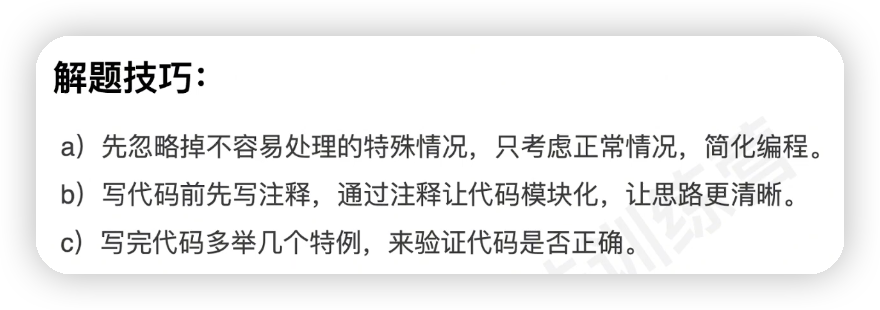 解题技巧：
a）先忽略掉不容易处理的特殊情况，只考虑正常情况，简化编程。
b）写代码前先写注释，通过注释让代码模块化，让思路更清晰。
c）写完代码多举几个特例，来验证代码是否正确。
训练营